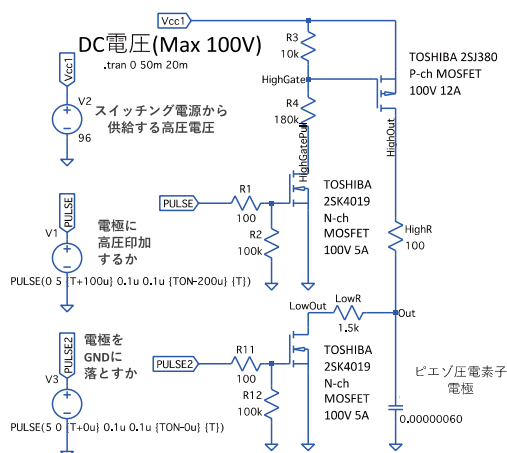 Vcc1
DC電圧(Max 100V)
.tran 0 50m 20m
R3
10k
TOSHIBA 2SJ380
P-ch MOSFET
100V 12A
HighGate
Vcc1
V2
96
スイッチング電源から
供給する高圧電圧
R4
180k
HighGatePull
HighOut
TOSHIBA
2SK4019
N-ch
MOSFET
100V 5A
PULSE
R1
100
R2
100k
HighR
100
PULSE
V1
電極に
高圧印加
するか
PULSE(0 5 {T+100u} 0.1u 0.1u {TON-200u} {T})
LowOut
LowR
1.5k
Out
PULSE2
V3
電極を
GNDに
落とすか
PULSE(5 0 {T+0u} 0.1u 0.1u {TON-0u} {T})
PULSE2
R11
100
R12
100k
TOSHIBA
2SK4019
N-ch
MOSFET
100V 5A
ピエゾ圧電素子
電極
0.00000060